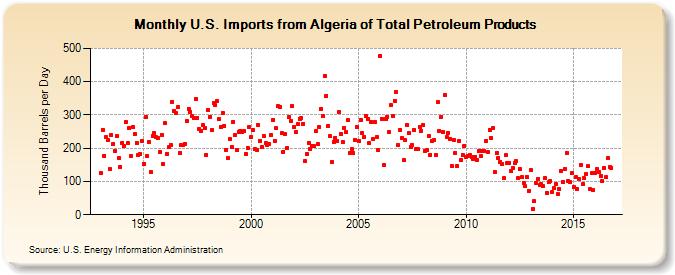 Monthly U.S. Imports from Algeria of Total Petroleum Products
Thousand Barrels per Day
500
400
300
200
100
0
1995 2000 2005 2010 2015
Source: U.S. Energy Information Administration